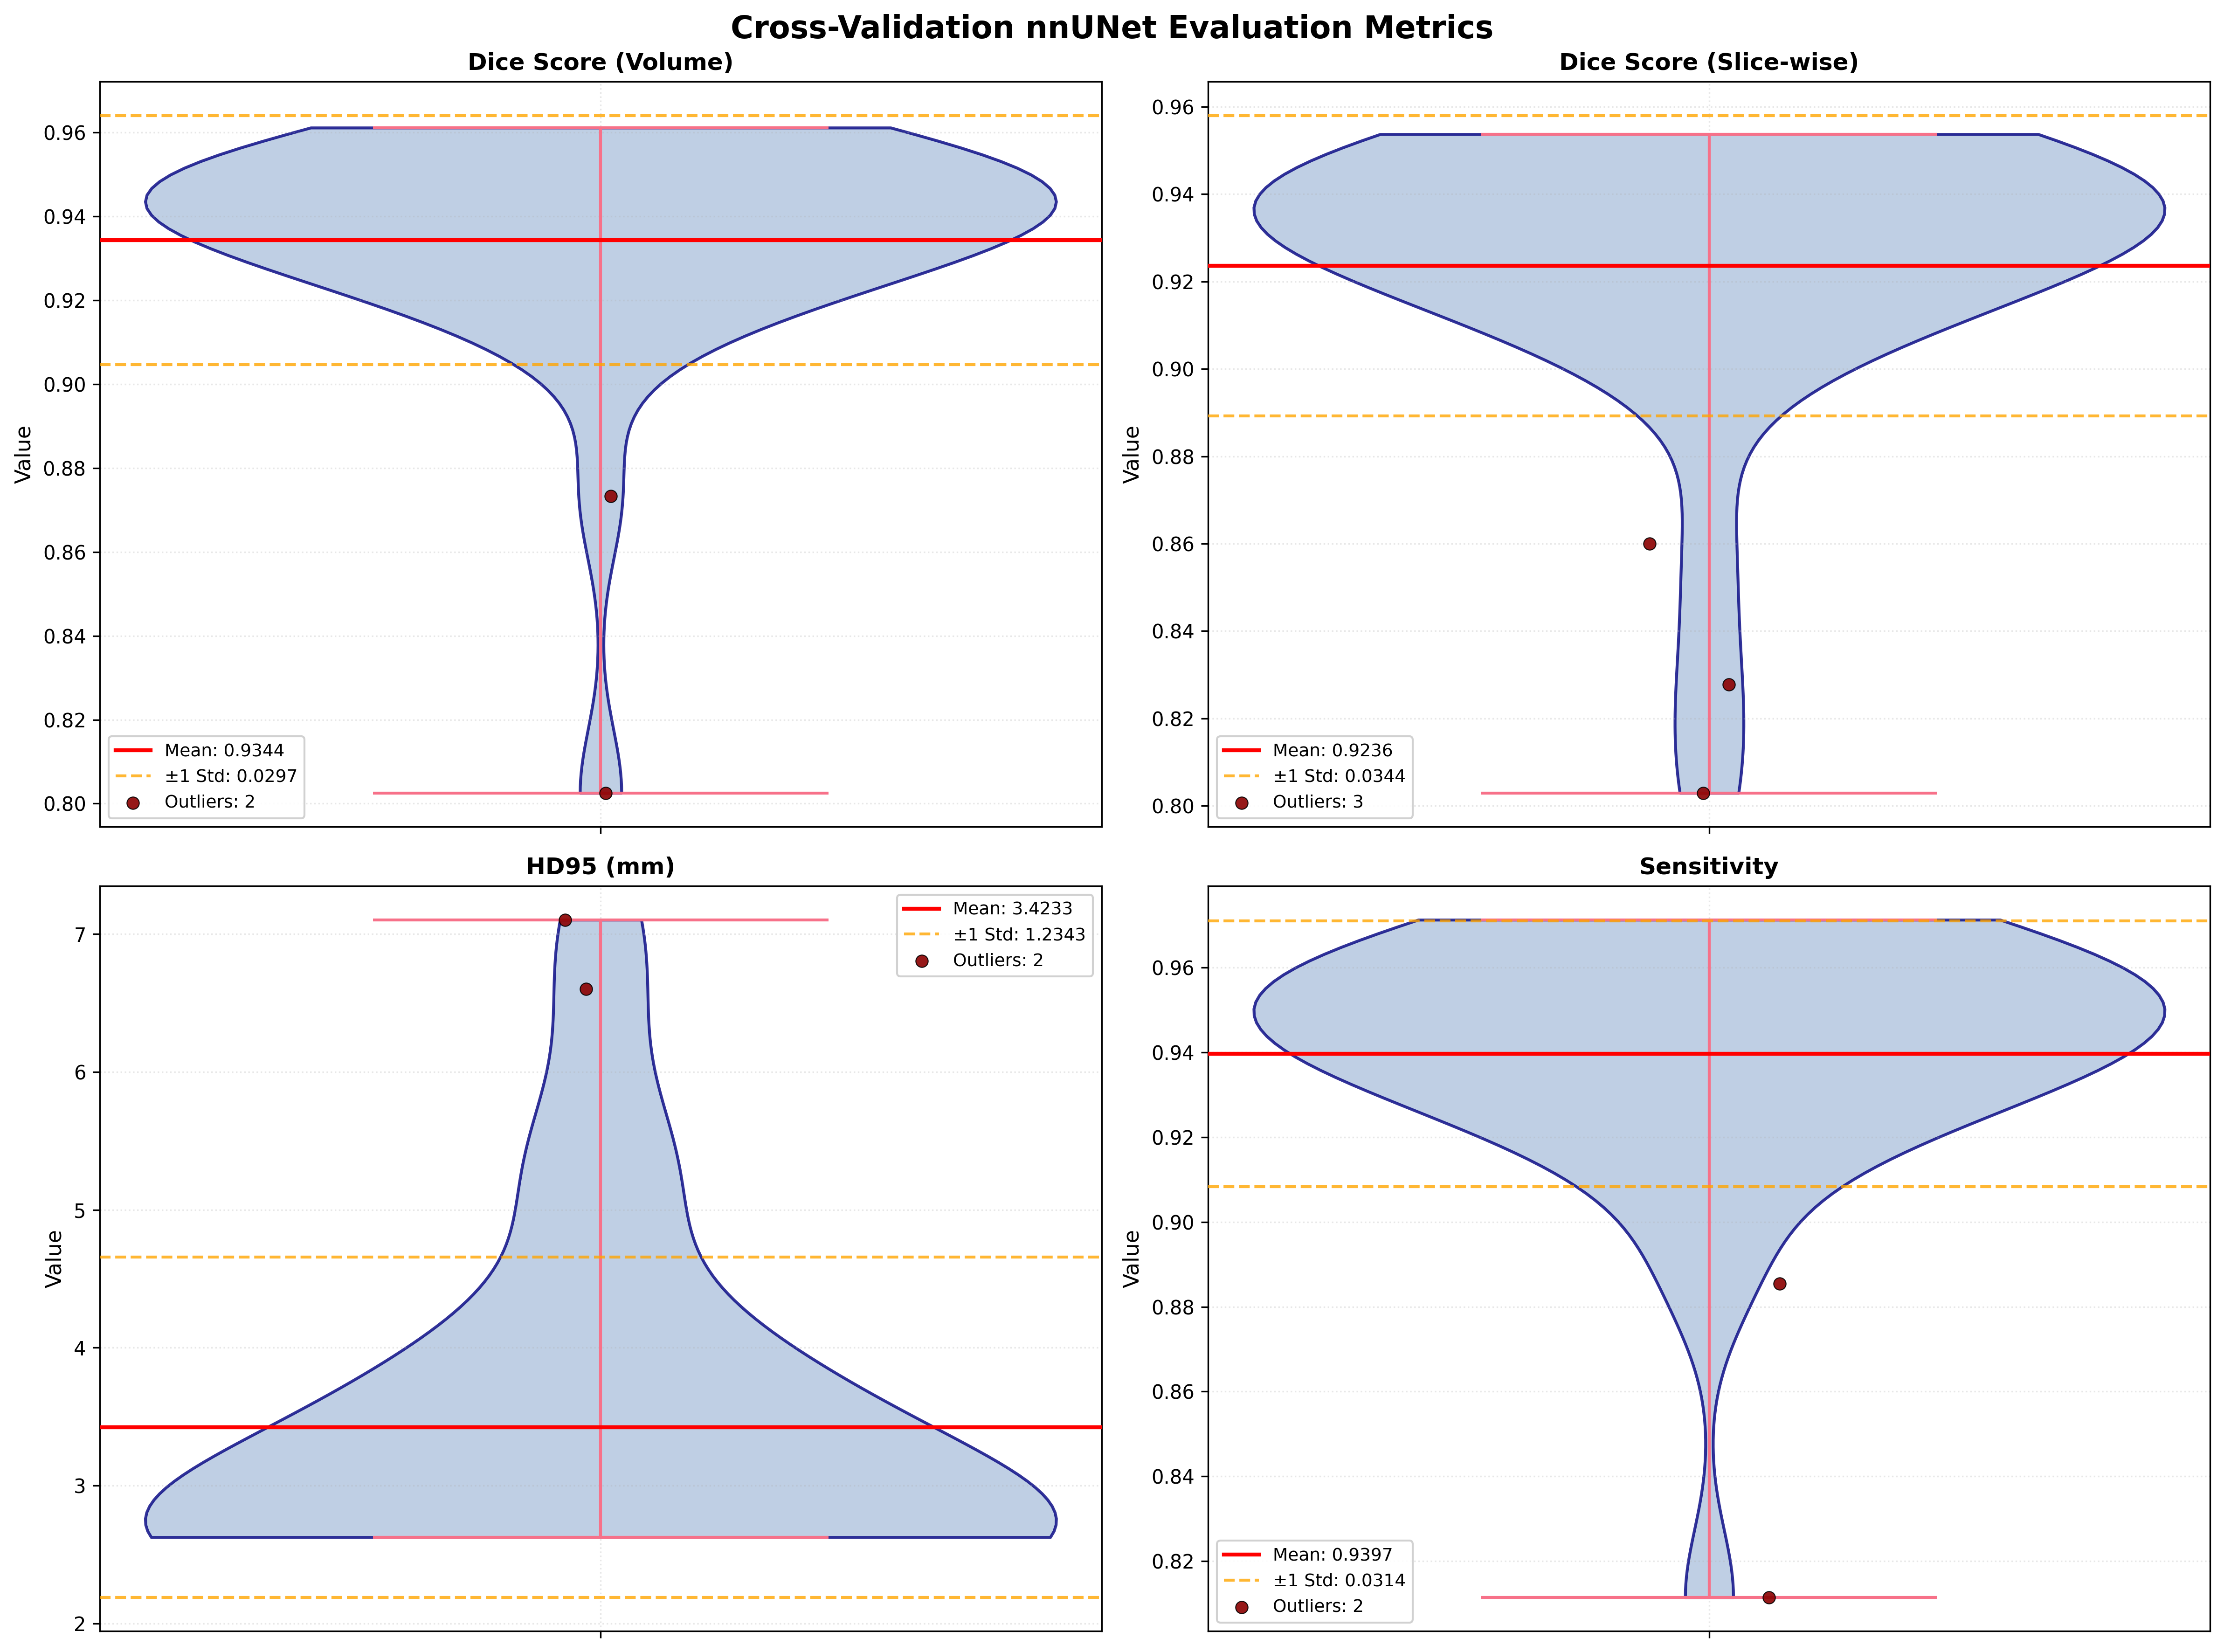 Cross-Validation nnUNet Evaluation Metrics
Dice Score (Volume)
Value
0.96
0.94
0.92
0.90
0.88
0.86
0.84
0.82
0.80
Mean: 0.9344
±1 Std: 0.0297
Outliers: 2
Dice Score (Slice-wise)
Value
0.96
0.94
0.92
0.90
0.88
0.86
0.84
0.82
0.80
Mean: 0.9236
±1 Std: 0.0344
Outliers: 3
HD95 (mm)
Value
7
6
5
4
3
2
Mean: 3.4233
±1 Std: 1.2343
Outliers: 2
Sensitivity
Value
0.96
0.94
0.92
0.90
0.88
0.86
0.84
0.82
Mean: 0.9397
±1 Std: 0.0314
Outliers: 2